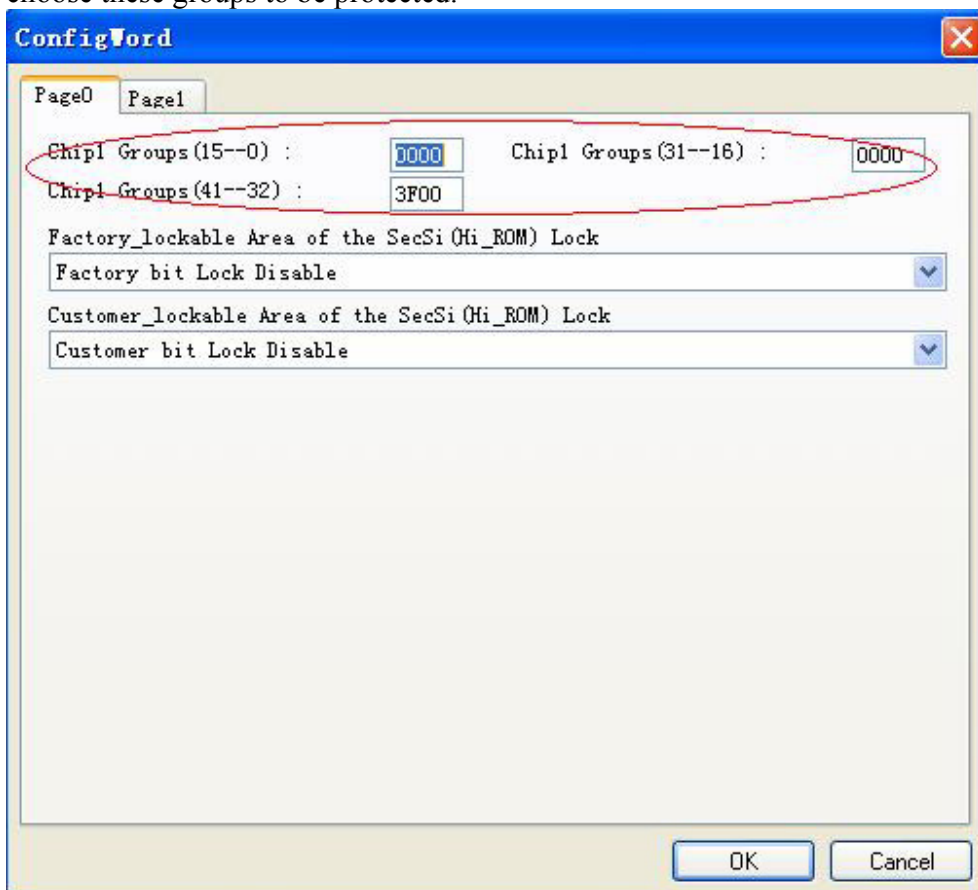 choose these groups to be protected.
ConfigWord
Page0 Page1
Chip1 Groups(15--0) : 0000 Chip1 Groups(31--16) : 0000
Chip1 Groups(41--32) : 3F00
Factory_lockable Area of the SecSi(Hi_ROM) Lock
Factory bit Lock Disable
Customer_lockable Area of the SecSi(Hi_ROM) Lock
Customer bit Lock Disable
OK Cancel